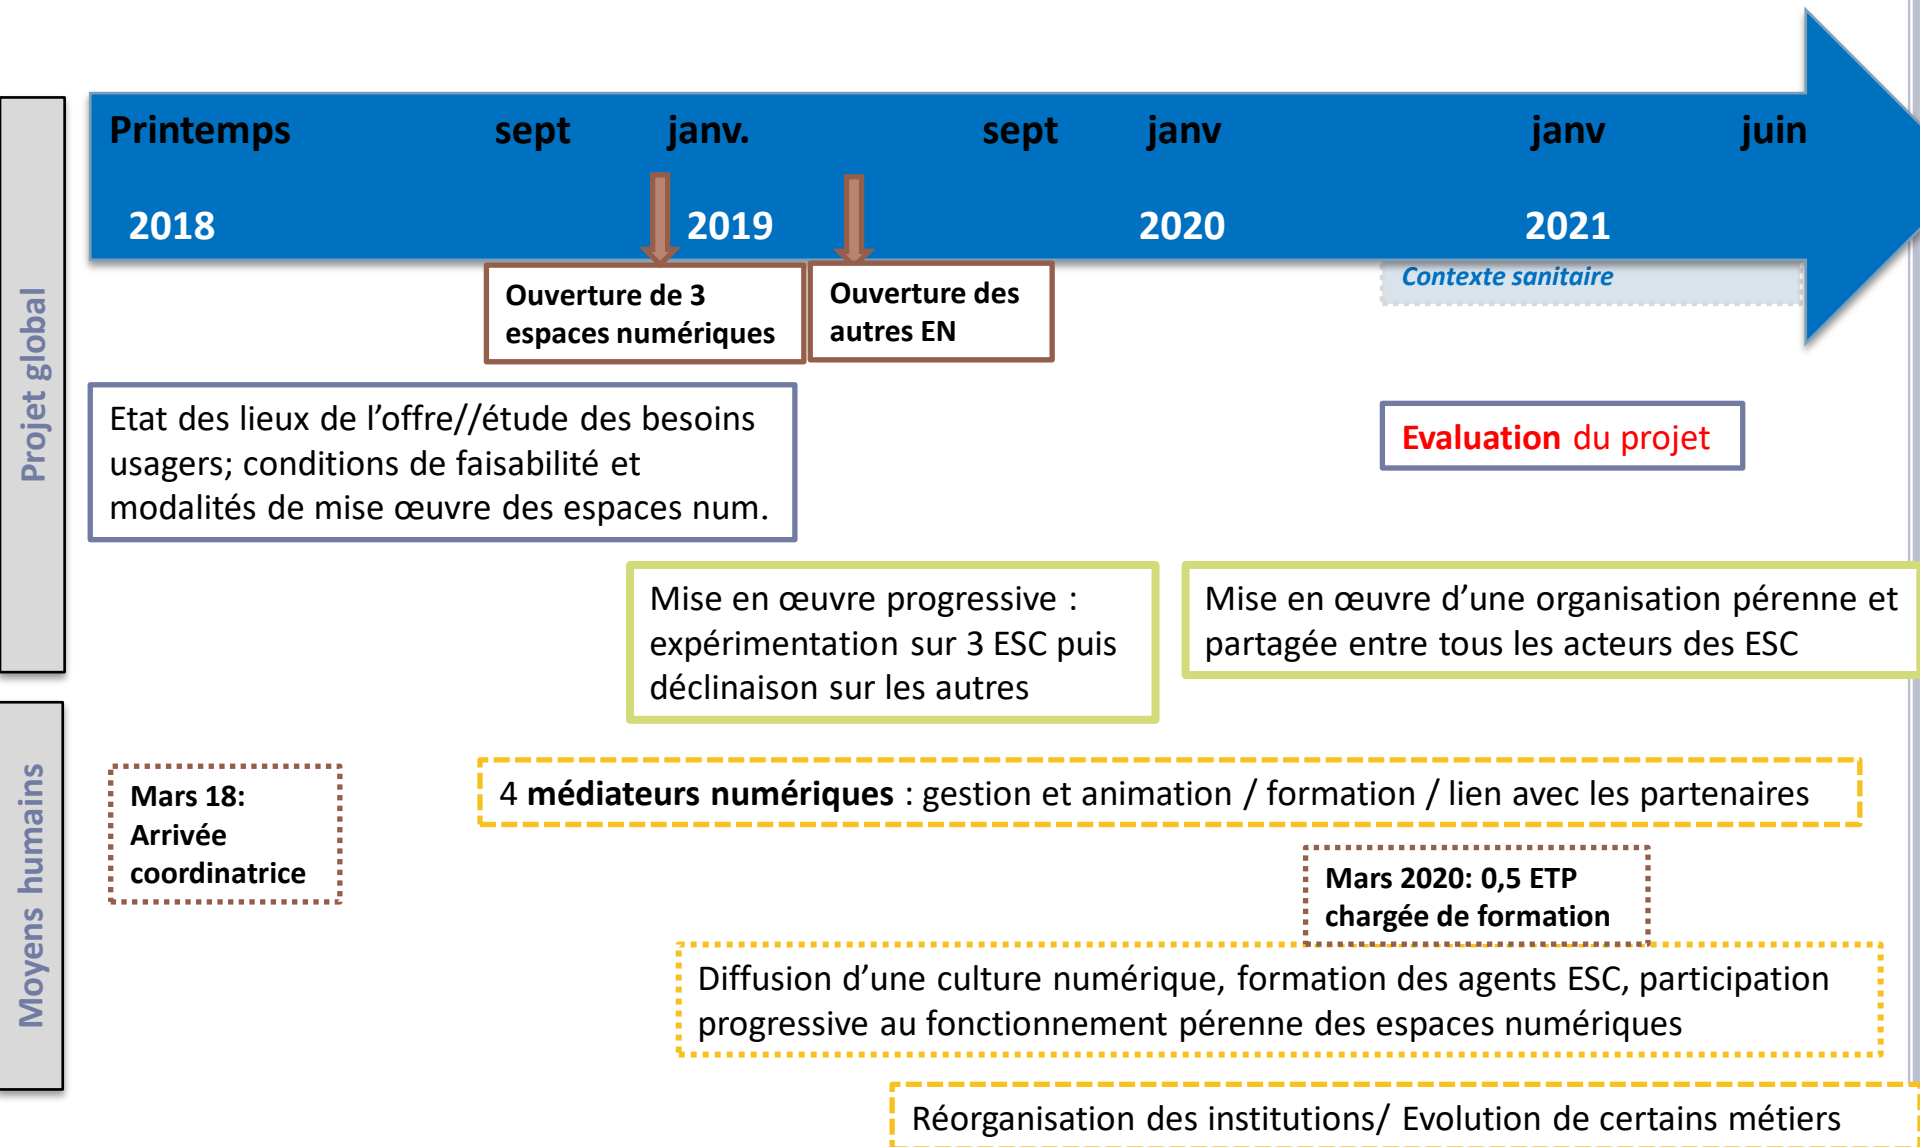 Printemps sept janv. sept janv janv juin
2018 2019 2020 2021
Contexte sanitaire
Projet global
Ouverture de 3
espaces numériques
Ouverture des
autres EN
Etat des lieux de l’offre//étude des besoins
usagers; conditions de faisabilité et
modalités de mise œuvre des espaces num.
Evaluation du projet
Mise en œuvre progressive :
expérimentation sur 3 ESC puis
déclinaison sur les autres
Mise en œuvre d’une organisation pérenne et
partagée entre tous les acteurs des ESC
Moyens humains
Mars 18:
Arrivée
coordinatrice
4 médiateurs numériques : gestion et animation / formation / lien avec les partenaires
Mars 2020: 0,5 ETP
chargée de formation
Diffusion d’une culture numérique, formation des agents ESC, participation
progressive au fonctionnement pérenne des espaces numériques
Réorganisation des institutions/ Evolution de certains métiers